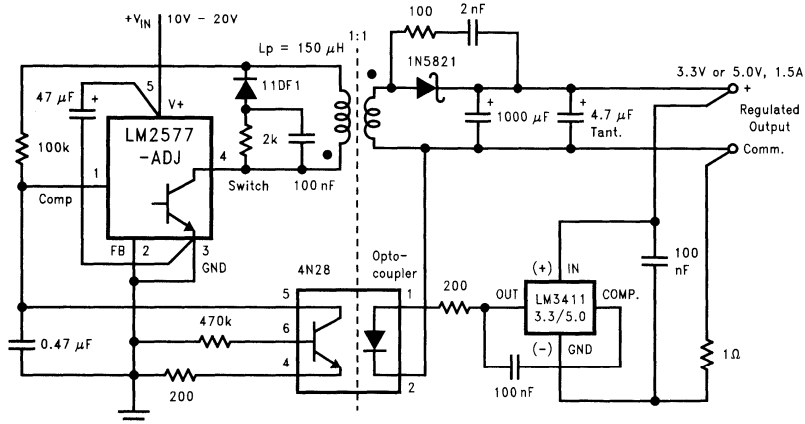 +VIN 10V – 20V
Lp = 150 μH
1:1
100
2 nF
1N5821
3.3V or 5.0V, 1.5A
+
Regulated
Output
Comm.
47 μF
+
5
V+
11DF1
LM2577
-ADJ
100k
1
Comp
4
Switch
2k
100 nF
+
1000 μF
+
4.7 μF
Tant.
FB
2
3
GND
4N28
Opto-
coupler
5
6
4
1
2
470k
0.47 μF
200
200
OUT
(+)
IN
LM3411
3.3/5.0
COMP.
(–)
GND
100 nF
100
nF
1Ω